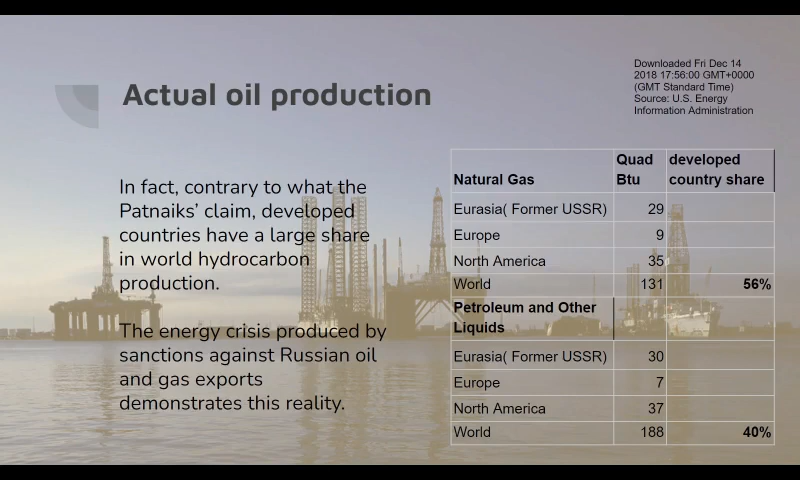 Downloaded Fri Dec 14
2018 17:56:00 GMT+0000
(GMT Standard Time)
Source: U.S. Energy
Information Administration
Actual oil production
In fact, contrary to what the
Patnaiks’ claim, developed
countries have a large share
in world hydrocarbon
production.
The energy crisis produced by
sanctions against Russian oil
and gas exports
demonstrates this reality.
Natural Gas Quad Btu developed country share
Eurasia( Former USSR) 29
Europe 9
North America 35
World 131 56%
Petroleum and Other
Liquids
Eurasia( Former USSR) 30
Europe 7
North America 37
World 188 40%